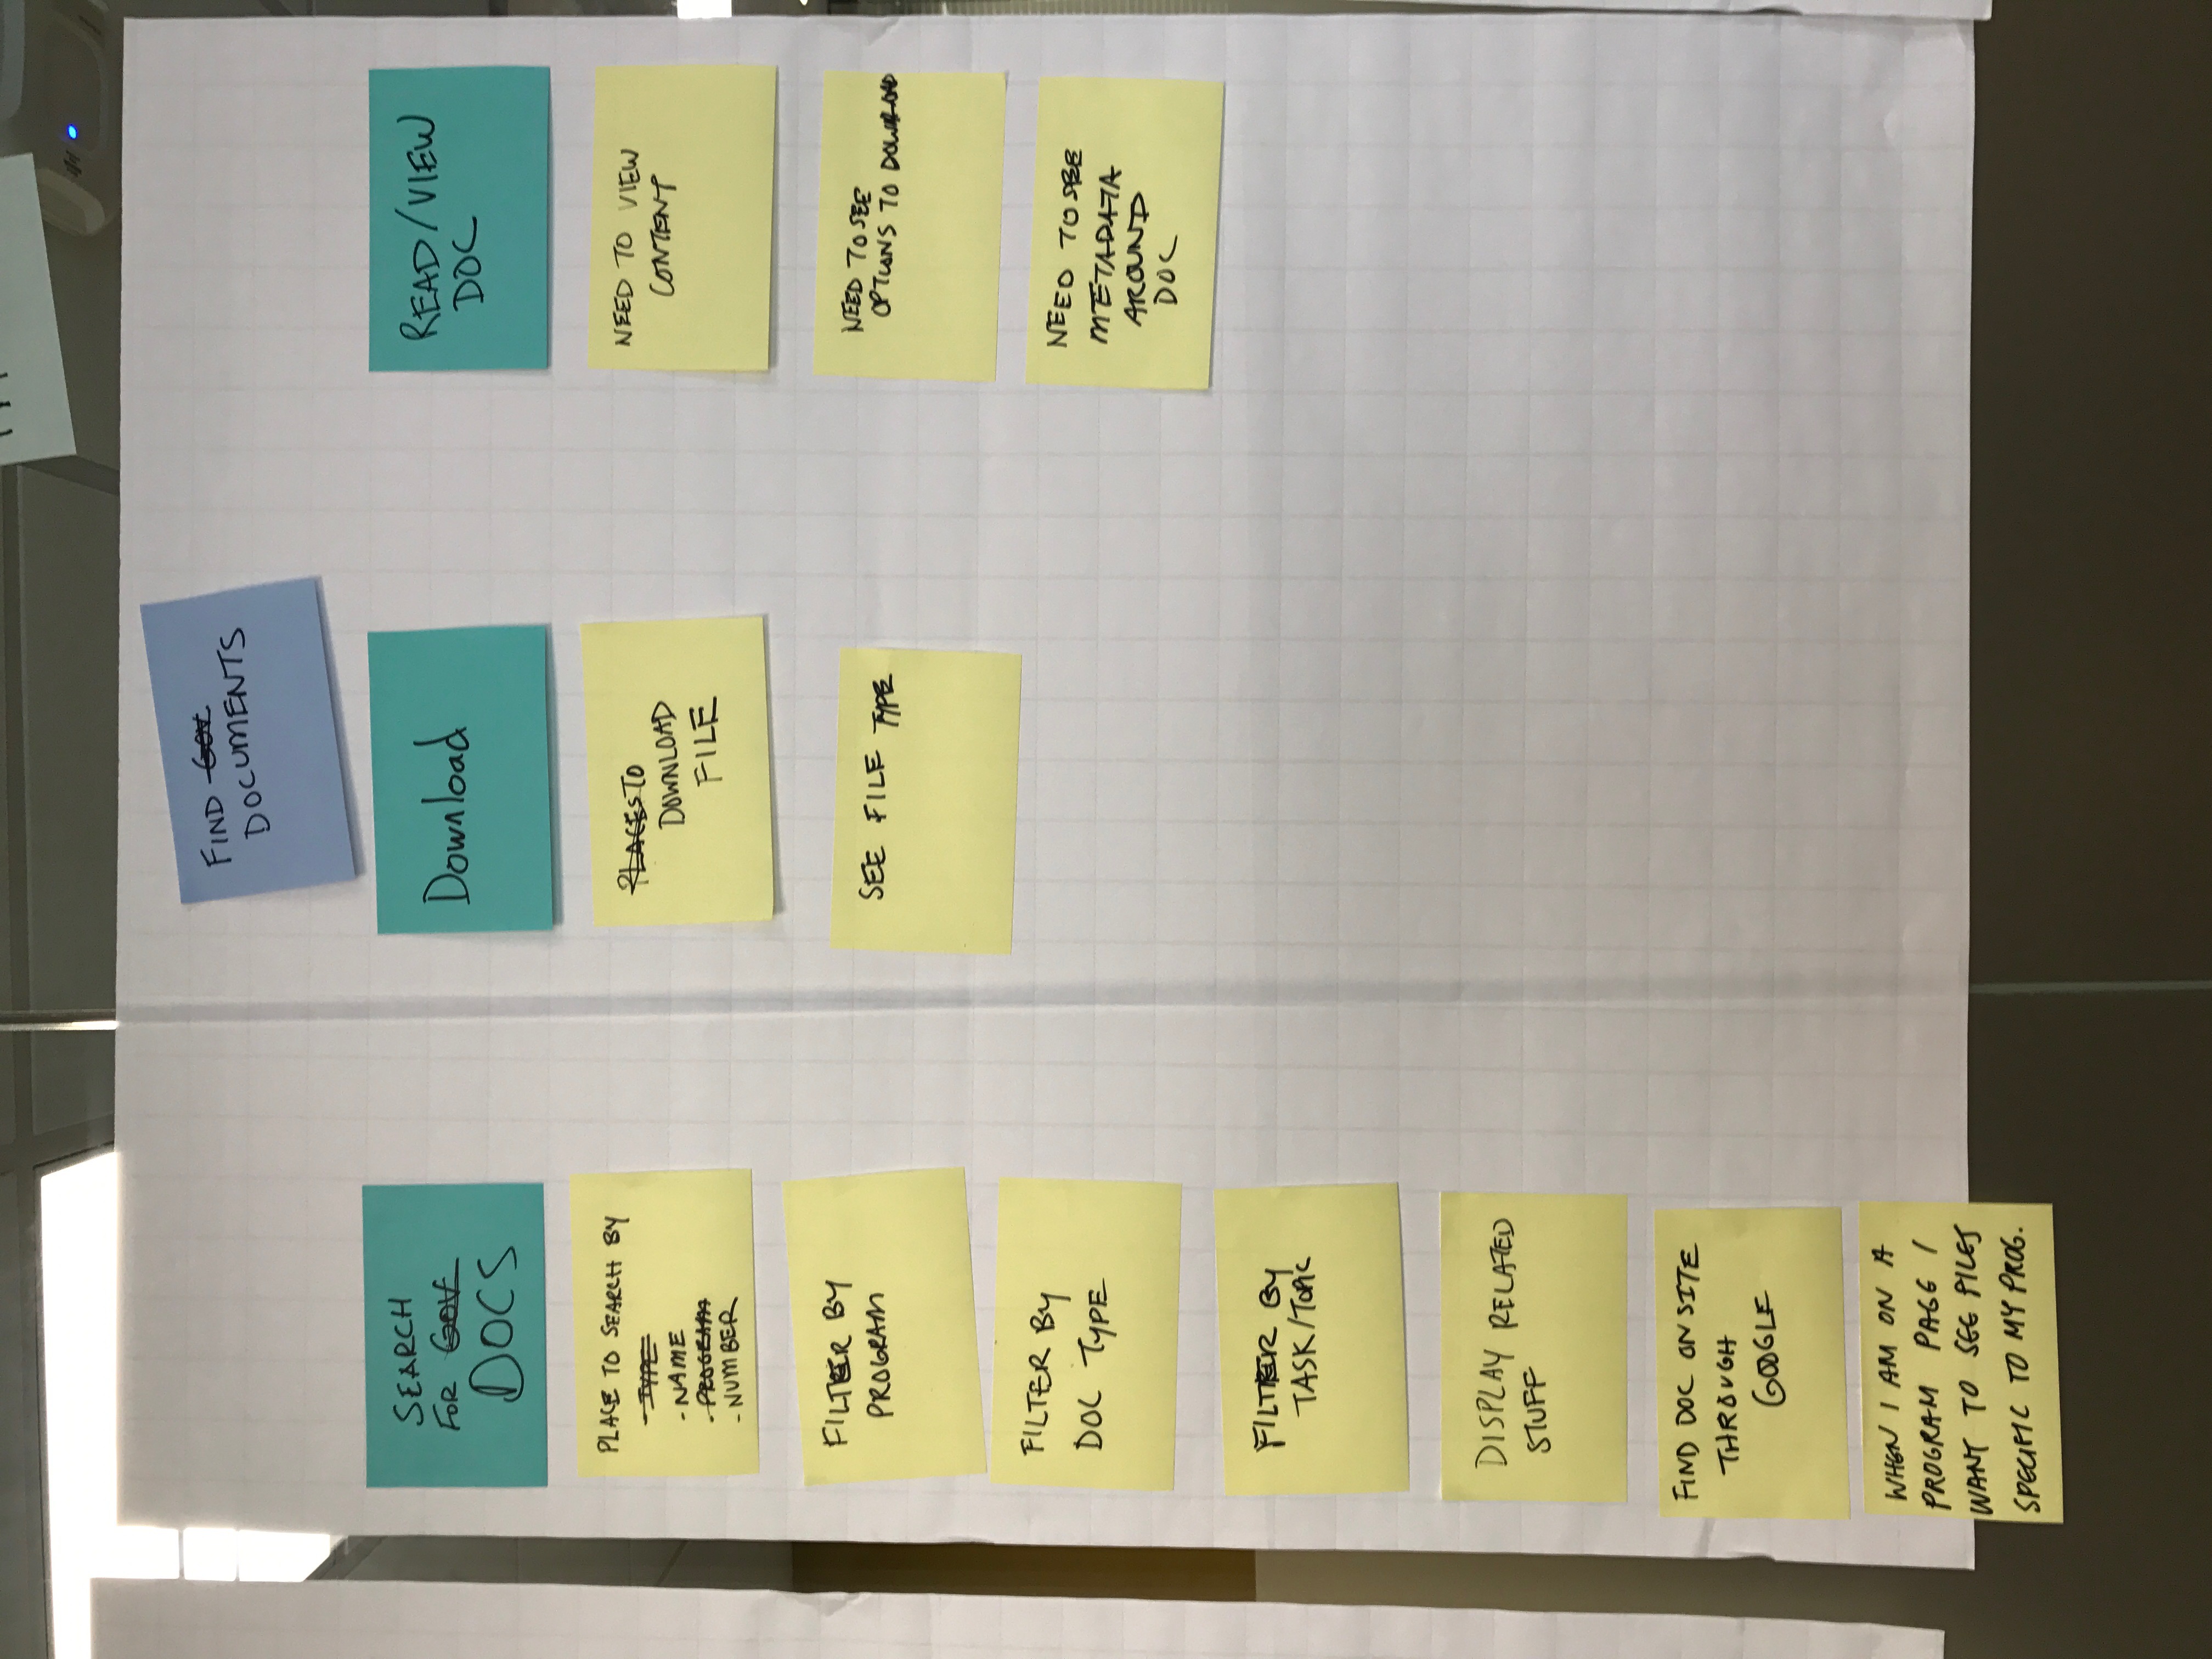 FIND GOV
DOCUMENTS
SEARCH
FOR GOV
DOCS
PLACE TO SEARCH BY
- TYPE
- NAME
- PROGRAM
- NUMBER
FILTER BY
PROGRAM
FILTER BY
DOC TYPE
FILTER BY
TASK/TOPIC
DISPLAY RELATED
STUFF
FIND DOC ON SITE
THROUGH
GOOGLE
WHEN I AM ON A
PROGRAM PAGE I
WANT TO SEE FILES
SPECIFIC TO MY PROG.
Download
PLACES TO
DOWNLOAD
FILE
SEE FILE TYPE
READ/VIEW
DOC
NEED TO VIEW
CONTENT
NEED TO SEE
OPTIONS TO DOWNLOAD
NEED TO SEE
METADATA
AROUND
DOC